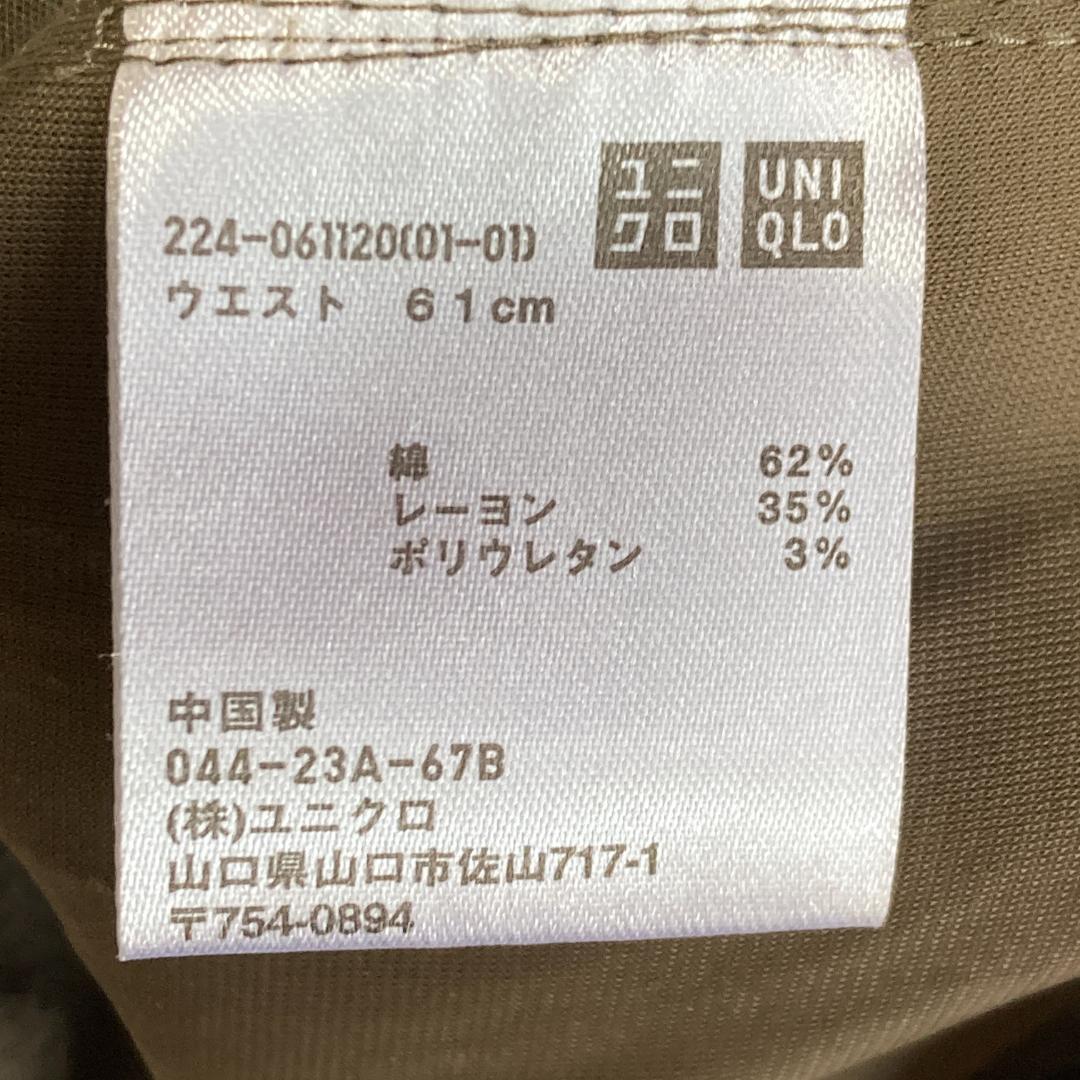 ユニクロ
UNIQLO
224-061120(01-01)
ウエスト 61cm
綿 62%
レーヨン 35%
ポリウレタン 3%
中国製
044-23A-67B
(株)ユニクロ
山口県山口市佐山717-1
〒754-0894